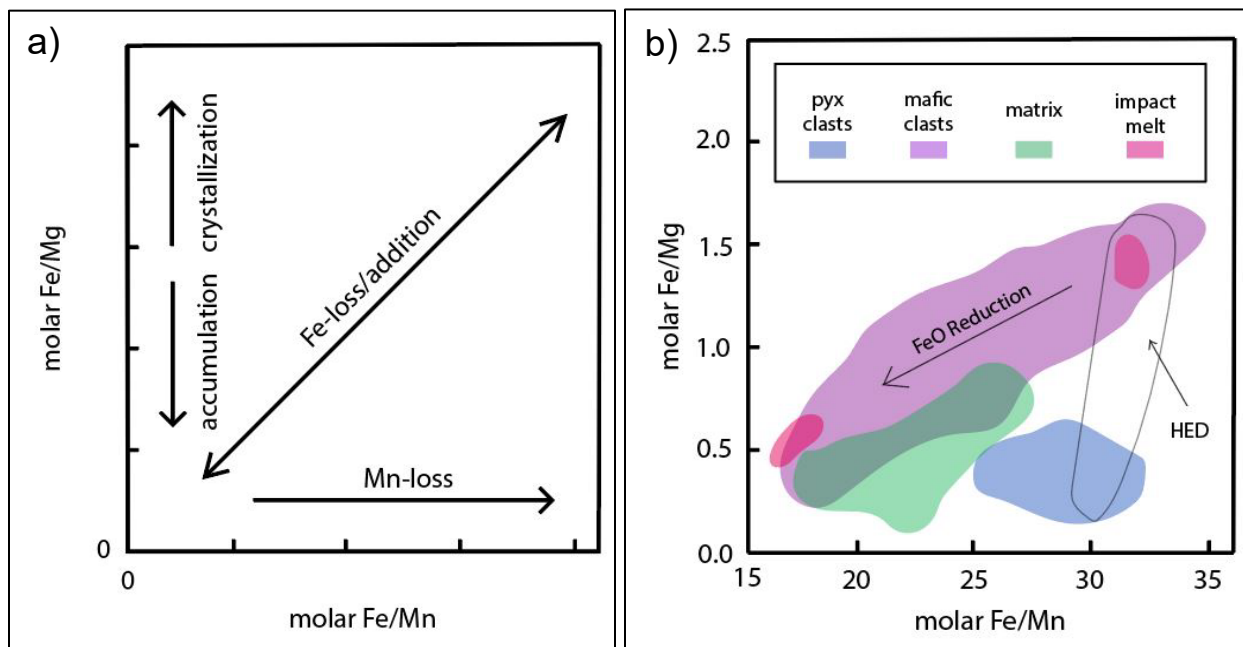 a)
molar Fe/Mg
crystallization
accumulation
Fe-loss/addition
Mn-loss
0
0
molar Fe/Mn
b)
2.5
2.0
1.5
1.0
0.5
0.0
molar Fe/Mg
pyx
clasts
mafic
clasts
matrix
impact
melt
FeO Reduction
HED
15
20
25
30
35
molar Fe/Mn